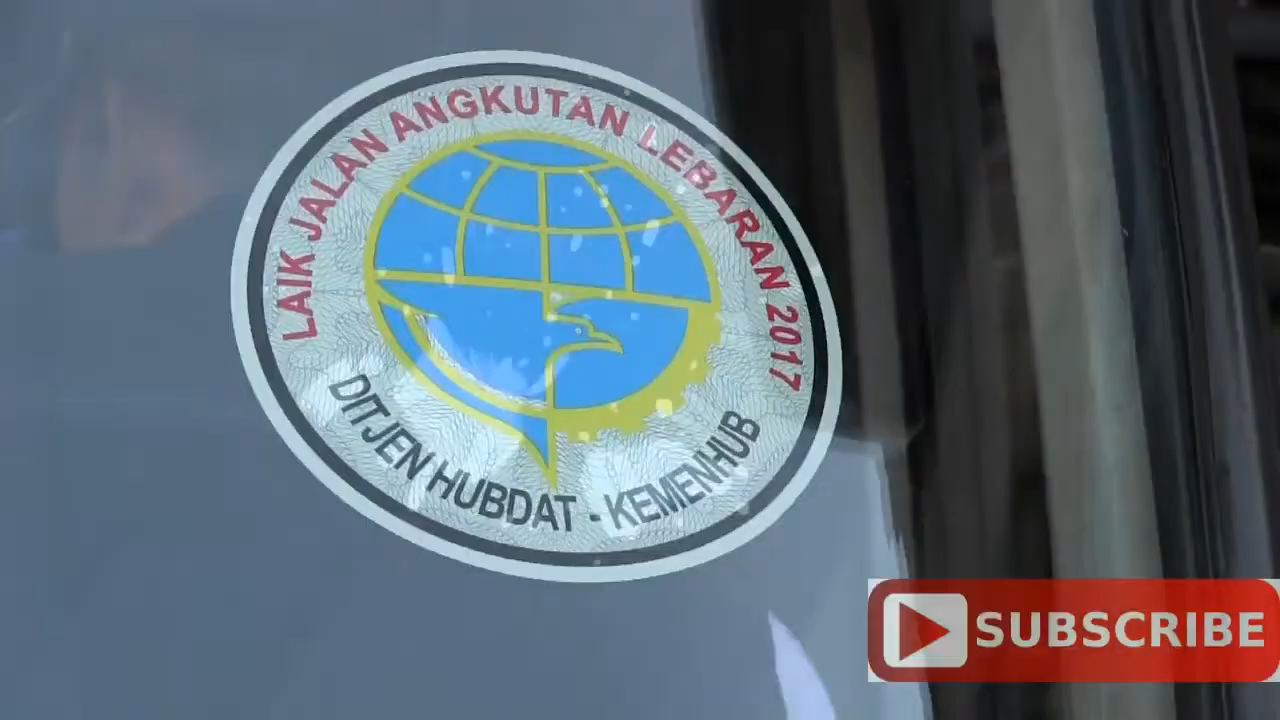 LAIK JALAN ANGKUTAN LEBARAN 2017
DITJEN HUBDAT - KEMENHUB
SUBSCRIBE